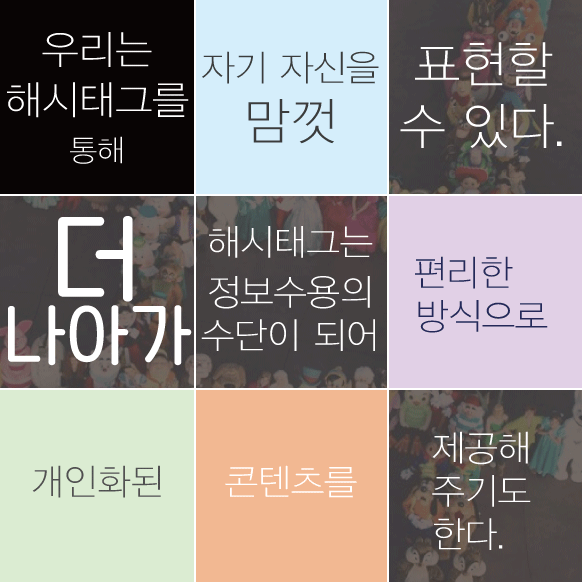 우리는
해시태그를
통해
자기 자신을
맘껏
표현할
수 있다.
더
나아가
해시태그는
정보수용의
수단이 되어
편리한
방식으로
개인화된
콘텐츠를
제공해
주기도
한다.